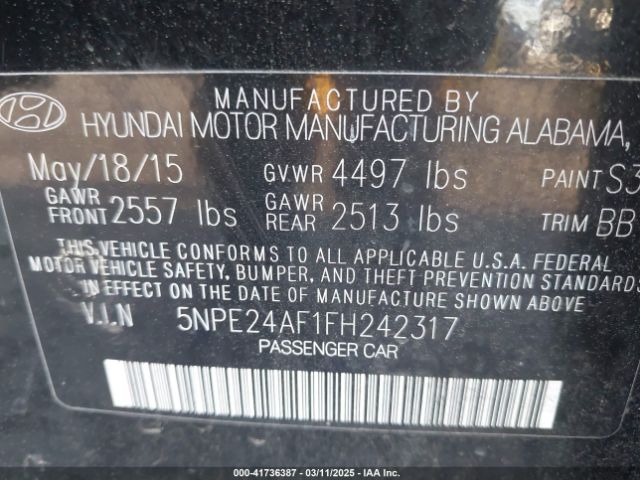 MANUFACTURED BY
HYUNDAI MOTOR MANUFACTURING ALABAMA,
May/18/15 GVWR 4497 lbs PAINT S3
GAWR FRONT 2557 lbs GAWR REAR 2513 lbs TRIM BB
THIS VEHICLE CONFORMS TO ALL APPLICABLE U.S.A. FEDERAL
MOTOR VEHICLE SAFETY, BUMPER, AND THEFT PREVENTION STANDARDS
IN EFFECT ON THE DATE OF MANUFACTURE SHOWN ABOVE
V.I.N 5NPE24AF1FH242317
PASSENGER CAR
000-41736387 - 03/11/2025 - IAA Inc.